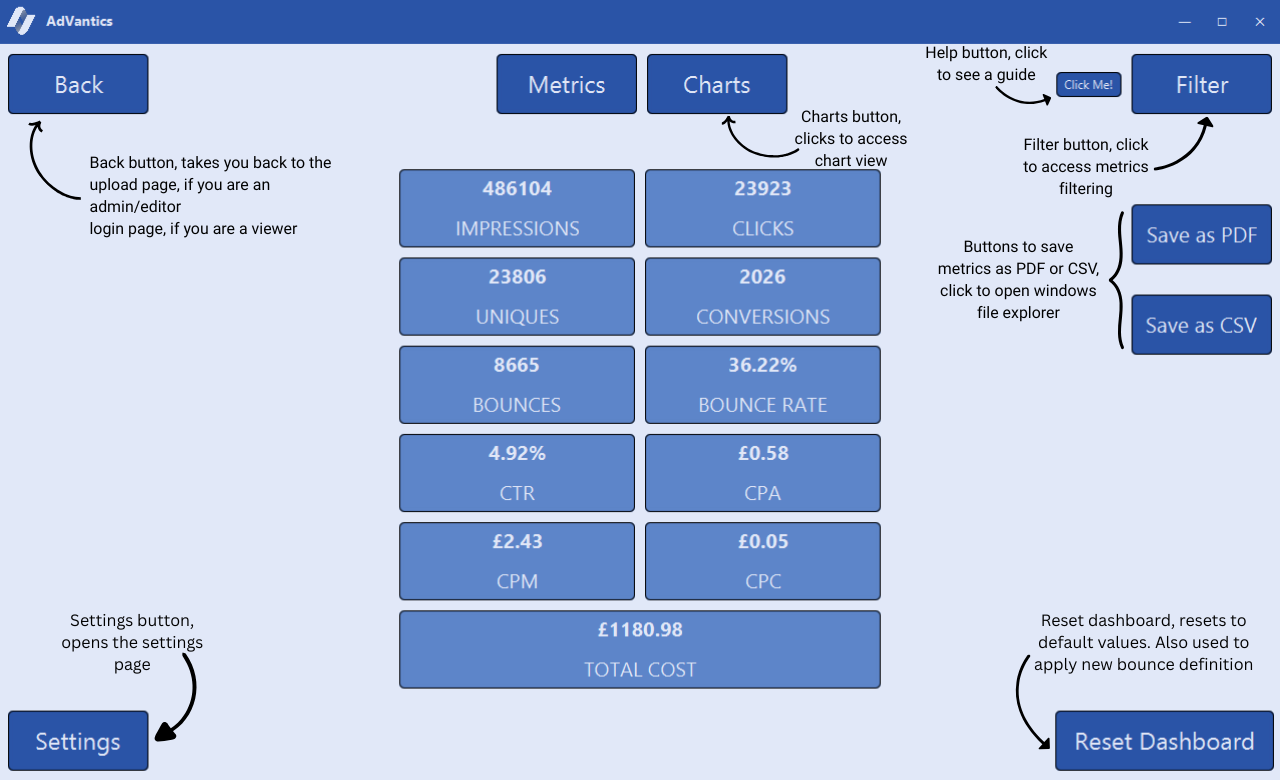 AdVantics
Back
Metrics
Charts
Help button, click
to see a guide
Click Me!
Filter
Back button, takes you back to the
upload page, if you are an
admin/editor
login page, if you are a viewer
Charts button,
clicks to access
chart view
Filter button, click
to access metrics
filtering
486104
IMPRESSIONS
23923
CLICKS
23806
UNIQUES
2026
CONVERSIONS
8665
BOUNCES
36.22%
BOUNCE RATE
4.92%
CTR
£0.58
CPA
£2.43
CPM
£0.05
CPC
£1180.98
TOTAL COST
Buttons to save
metrics as PDF or CSV,
click to open windows
file explorer
Save as PDF
Save as CSV
Settings button,
opens the settings
page
Settings
Reset dashboard, resets to
default values. Also used to
apply new bounce definition
Reset Dashboard